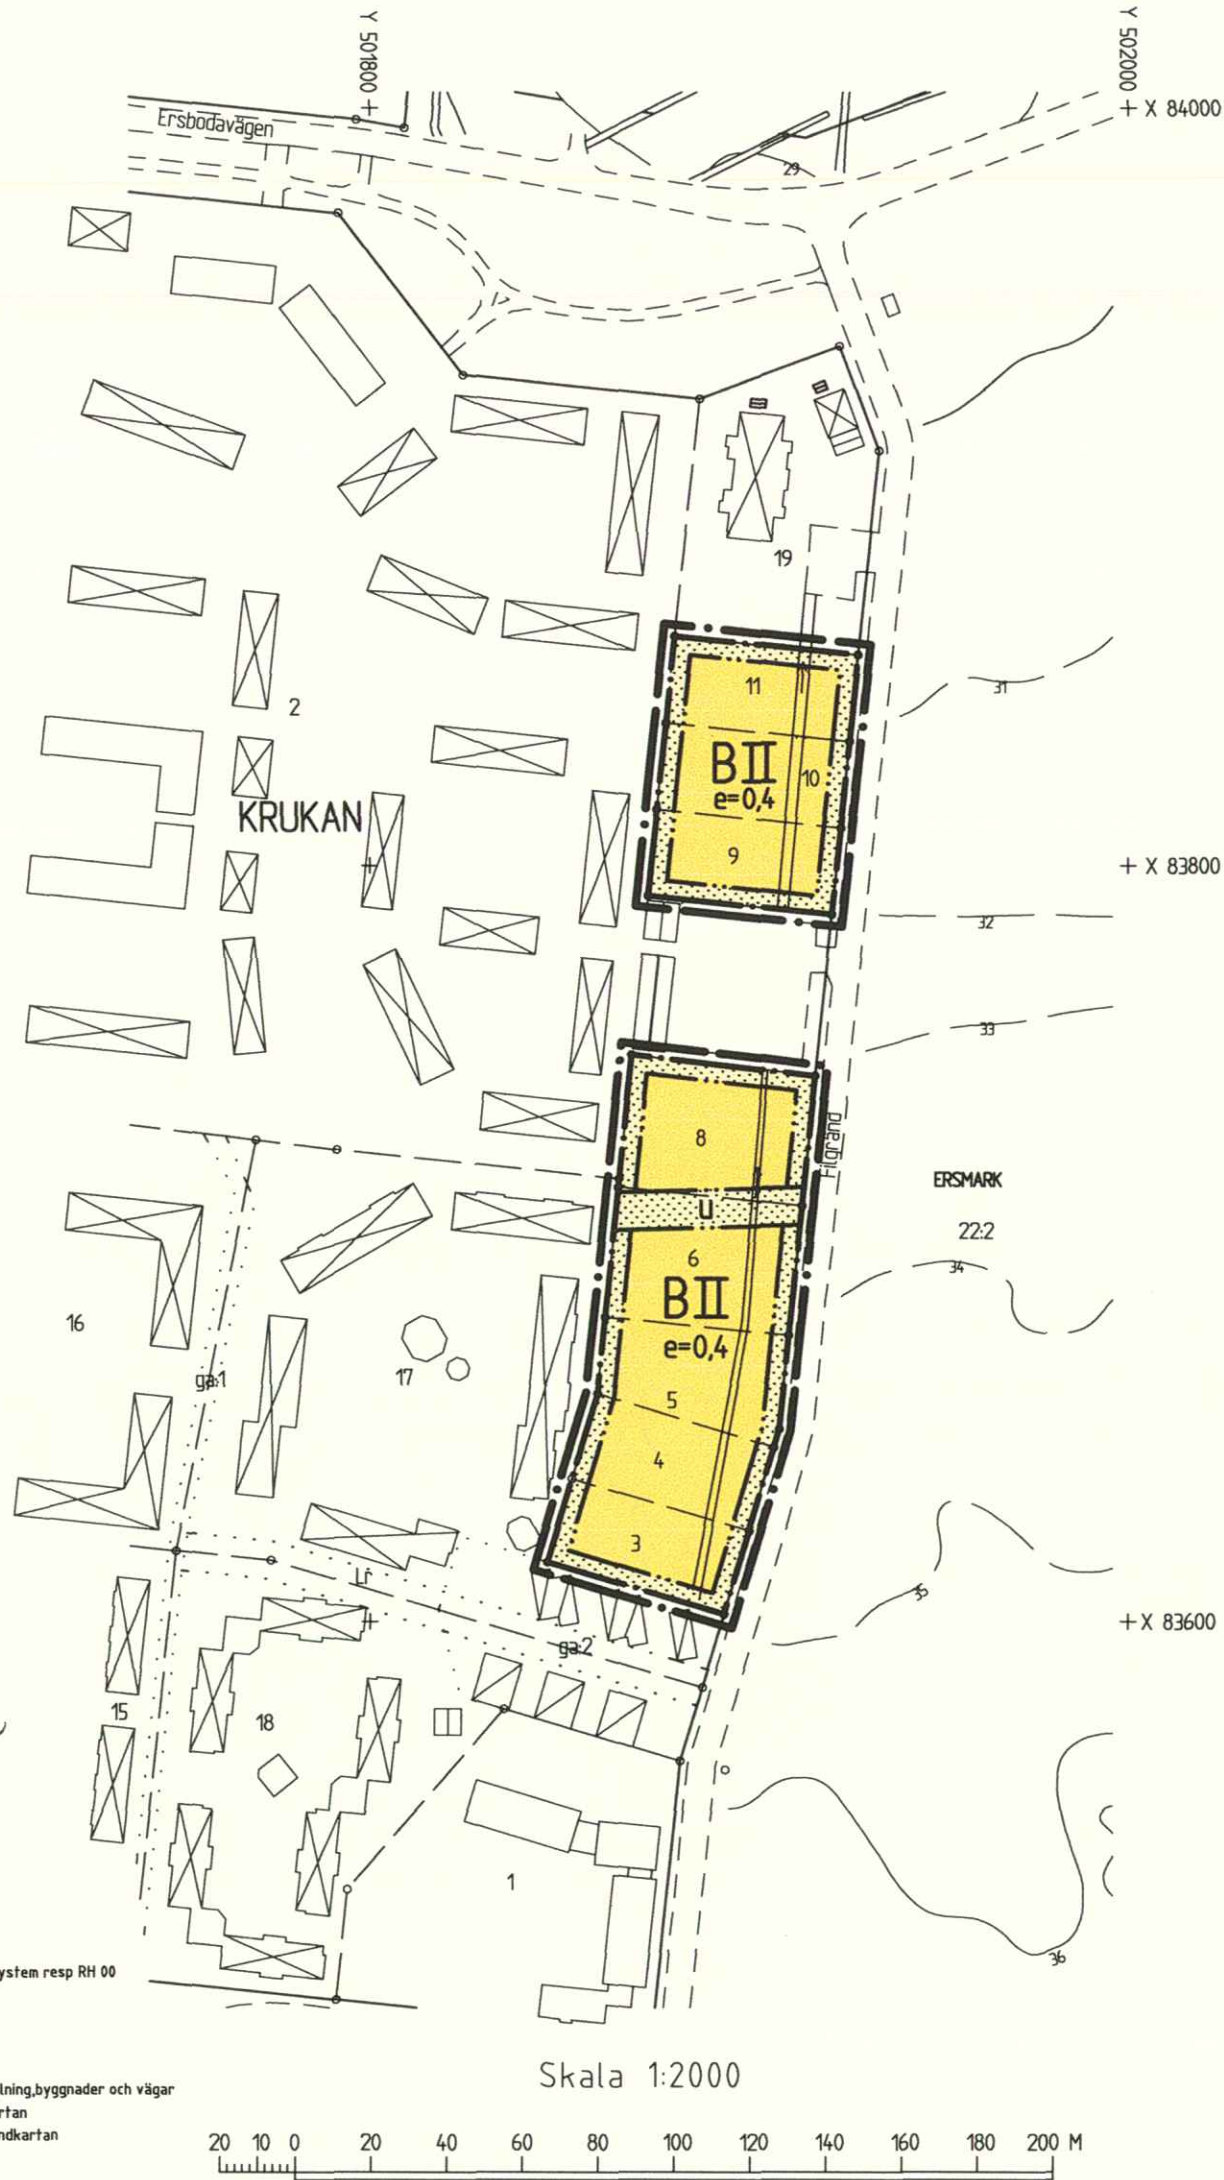 Y 501800
Y 502000
X 84000
Ersbodavägen
29
19
11
31
2
BII
10
e=0,4
KRUKAN
9
X 83800
32
33
8
Filgränd
ERSMARK
u
22:2
6
34
BII
16
e=0,4
17
ga:1
5
4
3
35
Lr
X 83600
ga:2
15
18
1
36
ystem resp RH 00
Skala 1:2000
lning,byggnader och vägar
rtan
ndkartan
20 10 0 20 40 60 80 100 120 140 160 180 200 M